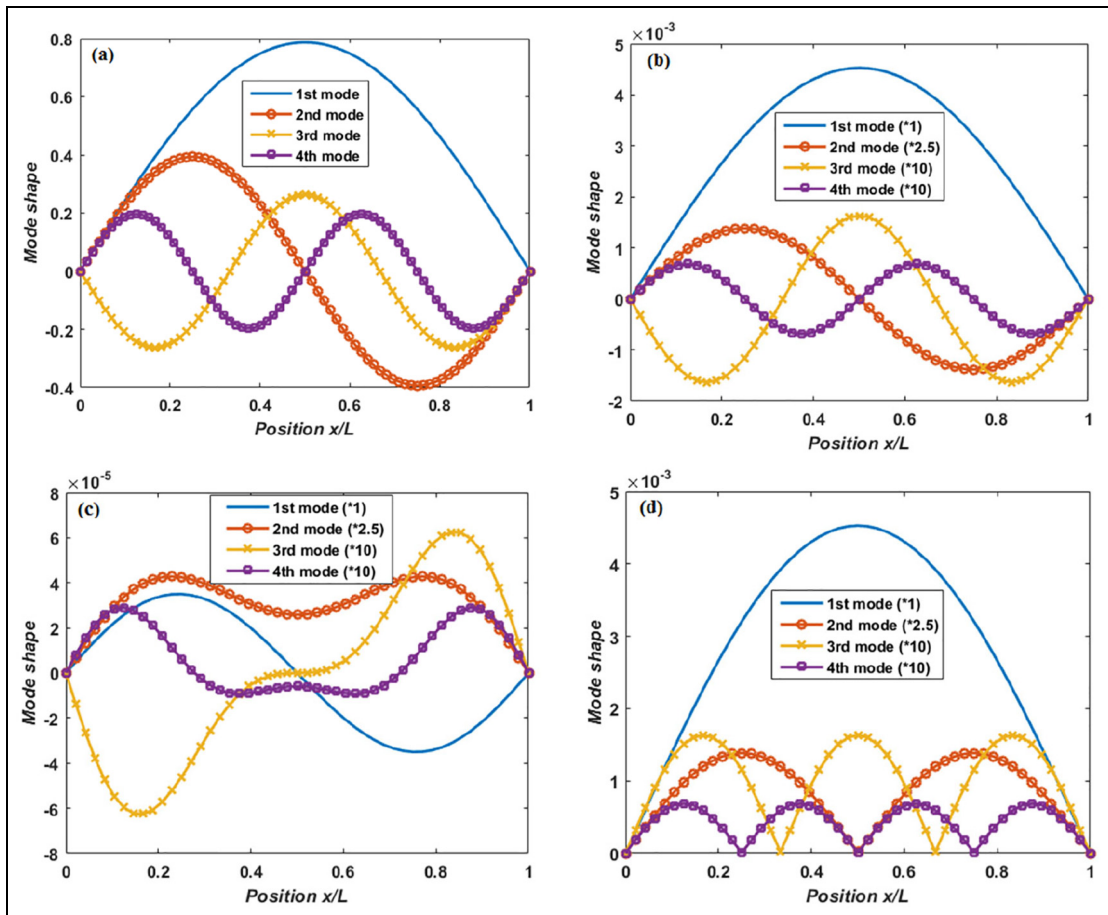 (a)
1st mode
2nd mode
3rd mode
4th mode
0.8
0.6
0.4
0.2
0
-0.2
-0.4
Mode shape
0 0.2 0.4 0.6 0.8 1
Position x/L
×10⁻³
(b)
1st mode (*1)
2nd mode (*2.5)
3rd mode (*10)
4th mode (*10)
5
4
3
2
1
0
-1
-2
Mode shape
0 0.2 0.4 0.6 0.8 1
Position x/L
×10⁻⁵
(c)
1st mode (*1)
2nd mode (*2.5)
3rd mode (*10)
4th mode (*10)
8
6
4
2
0
-2
-4
-6
-8
Mode shape
0 0.2 0.4 0.6 0.8 1
Position x/L
×10⁻³
(d)
1st mode (*1)
2nd mode (*2.5)
3rd mode (*10)
4th mode (*10)
5
4
3
2
1
0
Mode shape
0 0.2 0.4 0.6 0.8 1
Position x/L